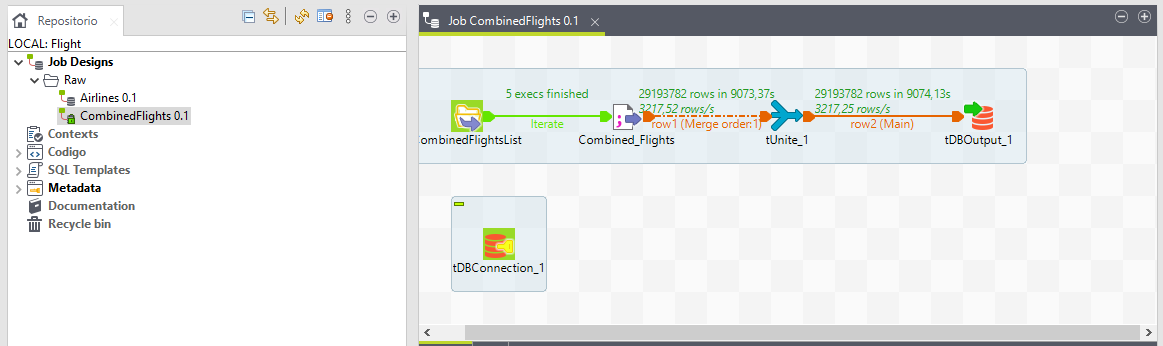 Repositorio
LOCAL: Flight
Job Designs
Raw
Airlines 0.1
CombinedFlights 0.1
Contexts
Codigo
SQL Templates
Metadata
Documentation
Recycle bin
Job CombinedFlights 0.1
5 execs finished
Iterate
29193782 rows in 9073,37s
3217,52 rows/s
row1 (Merge order:1)
29193782 rows in 9074,13s
3217,25 rows/s
row2 (Main)
CombinedFlightsList
Combined_Flights
tUnite_1
tDBOutput_1
tDBConnection_1